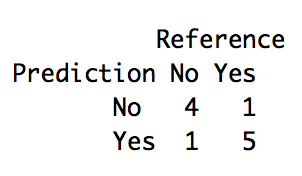 Reference
Prediction No Yes
No 4 1
Yes 1 5